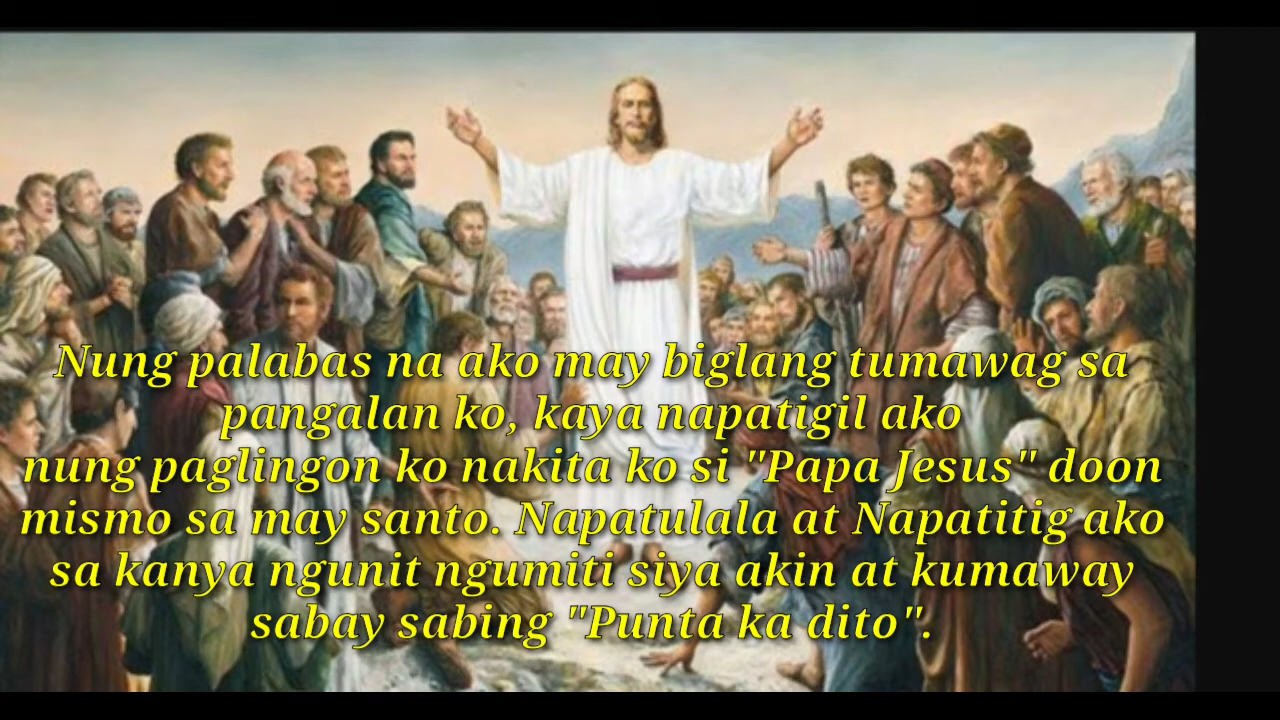 Nung palabas na ako may biglang tumawag sa
pangalan ko, kaya napatigil ako
nung paglingon ko nakita ko si "Papa Jesus" doon
mismo sa may santo. Napatulala at Napatitig ako
sa kanya ngunit ngumiti siya akin at kumaway
sabay sabing "Punta ka dito".